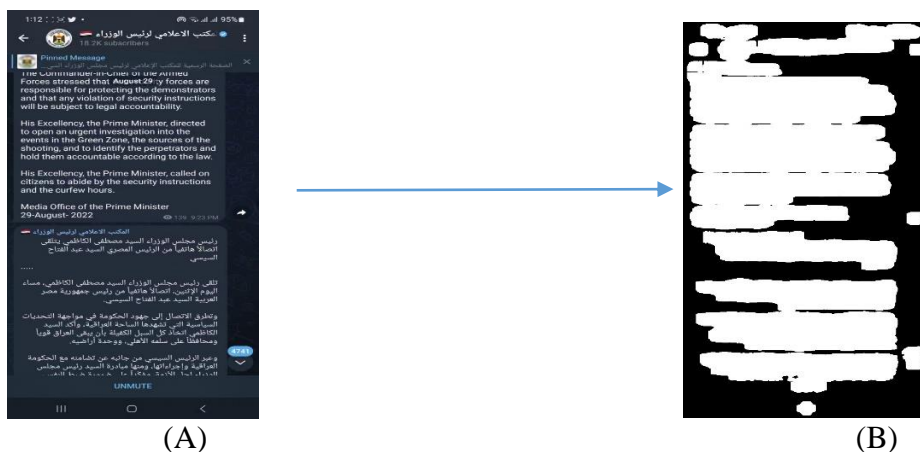 1:12
95%
مكتب الاعلامي لرئيس الوزراء
18.2K subscribers
Pinned Message
الصفحة الرسمية للمكتب الاعلامي لرئيس مجلس الوزراء السي...
The Commander-in-Chief of the Armed
Forces stressed that August 29 :y forces are
responsible for protecting the demonstrators
and that any violation of security instructions
will be subject to legal accountability.
His Excellency, the Prime Minister, directed
to open an urgent investigation into the
events in the Green Zone, the sources of the
shooting, and to identify the perpetrators and
hold them accountable according to the law.
His Excellency, the Prime Minister, called on
citizens to abide by the security instructions
and the curfew hours.
Media Office of the Prime Minister
29-August- 2022
139 9:23 PM
المكتب الاعلامي لرئيس الوزراء
رئيس مجلس الوزراء السيد مصطفى الكاظمي يتلقى
اتصالاً هاتفياً من الرئيس المصري السيد عبد الفتاح
السيسي
.....
تلقى رئيس مجلس الوزراء السيد مصطفى الكاظمي، مساء
اليوم الإثنين، اتصالاً هاتفياً من رئيس جمهورية مصر
العربية السيد عبد الفتاح السيسي.
وتطرق الاتصال إلى جهود الحكومة في مواجهة التحديات
السياسية التي تشهدها الساحة العراقية، وأكد السيد
الكاظمي اتخاذ كل السبل الكفيلة بأن يبقى العراق قوياً
ومحافظاً على سلمه الأهلي، ووحدة أراضيه.
وعبر الرئيس السيسي من جانبه عن تضامنه مع الحكومة
العراقية وإجراءاتها، ومنها مبادرة السيد رئيس مجلس
4741
UNMUTE
(A)
(B)